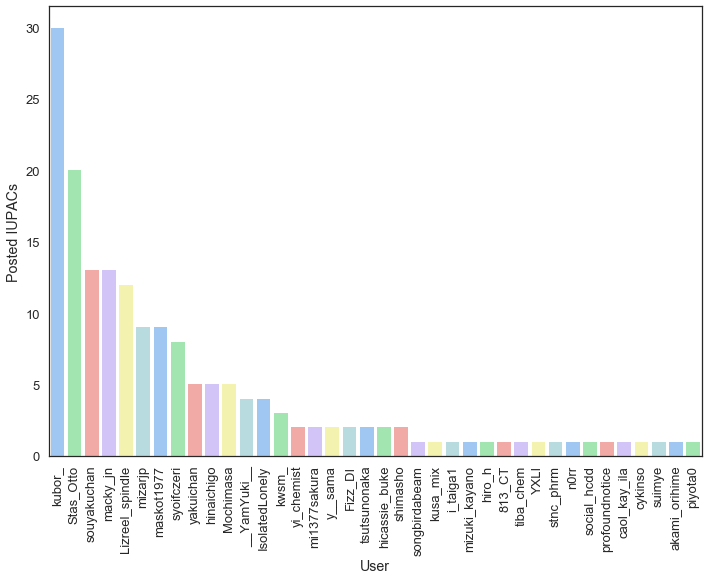 Posted IUPACs
30
25
20
15
10
5
0
kubor_
Stas_Otto
souyakuchan
macky_jn
Lizreel_spindle
mizarjp
maskot1977
syoifczeri
yakuichan
hinaichigo
Mochimasa
__YamYuki__
IsolatedLonely
kwsm_
yi_chemist
mi1377sakura
y__sama
Fizz_DI
tsutsunonaka
hicassie_buke
shimasho
songbirdabeam
kusa_mix
i_taiga1
mizuki_kayano
hiro_h
813_CT
tiba_chem
YXLI
stnc_phrm
n0rr
social_hcdd
profoundnotice
caol_kay_ila
cykinso
suimye
akami_orihime
piyota0
User